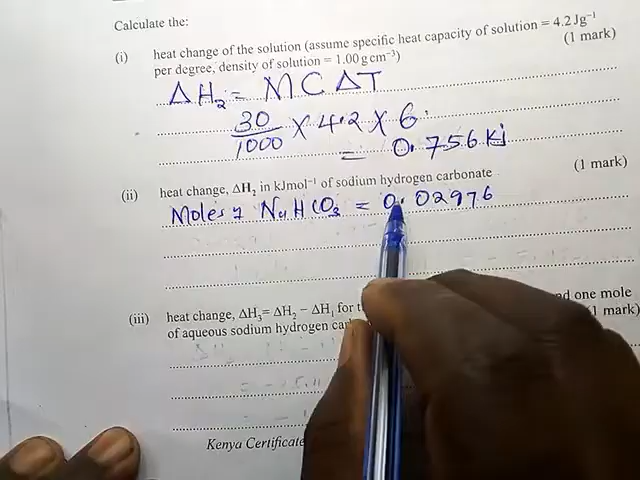 Calculate the:
(i) heat change of the solution (assume specific heat capacity of solution = 4.2 Jg⁻¹
per degree, density of solution = 1.00 g cm⁻³) (1 mark)
ΔH₂ = MCΔT
30/1000 × 4.2 × 6
= 0.756 Kj
(ii) heat change, ΔH₂ in kJmol⁻¹ of sodium hydrogen carbonate (1 mark)
Moles of NaHCO₃ = 0.02976
(iii) heat change, ΔH₃ = ΔH₂ − ΔH₁ for and one mole
of aqueous sodium hydrogen (1 mark)
Kenya Certificate